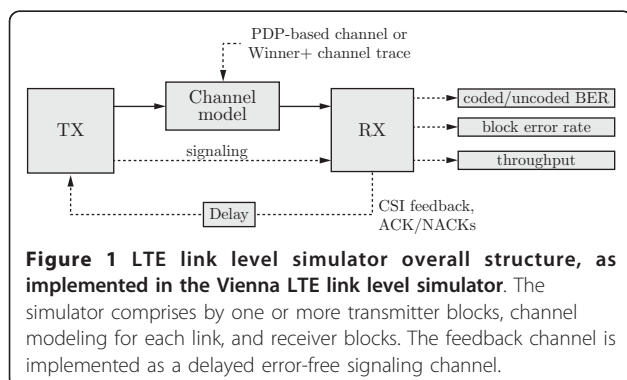 PDP-based channel or
Winner+ channel trace
Channel
model
TX
RX
signaling
coded/uncoded BER
block error rate
throughput
Delay
CSI feedback,
ACK/NACKs
Figure 1 LTE link level simulator overall structure, as
implemented in the Vienna LTE link level simulator. The
simulator comprises by one or more transmitter blocks, channel
modeling for each link, and receiver blocks. The feedback channel is
implemented as a delayed error-free signaling channel.